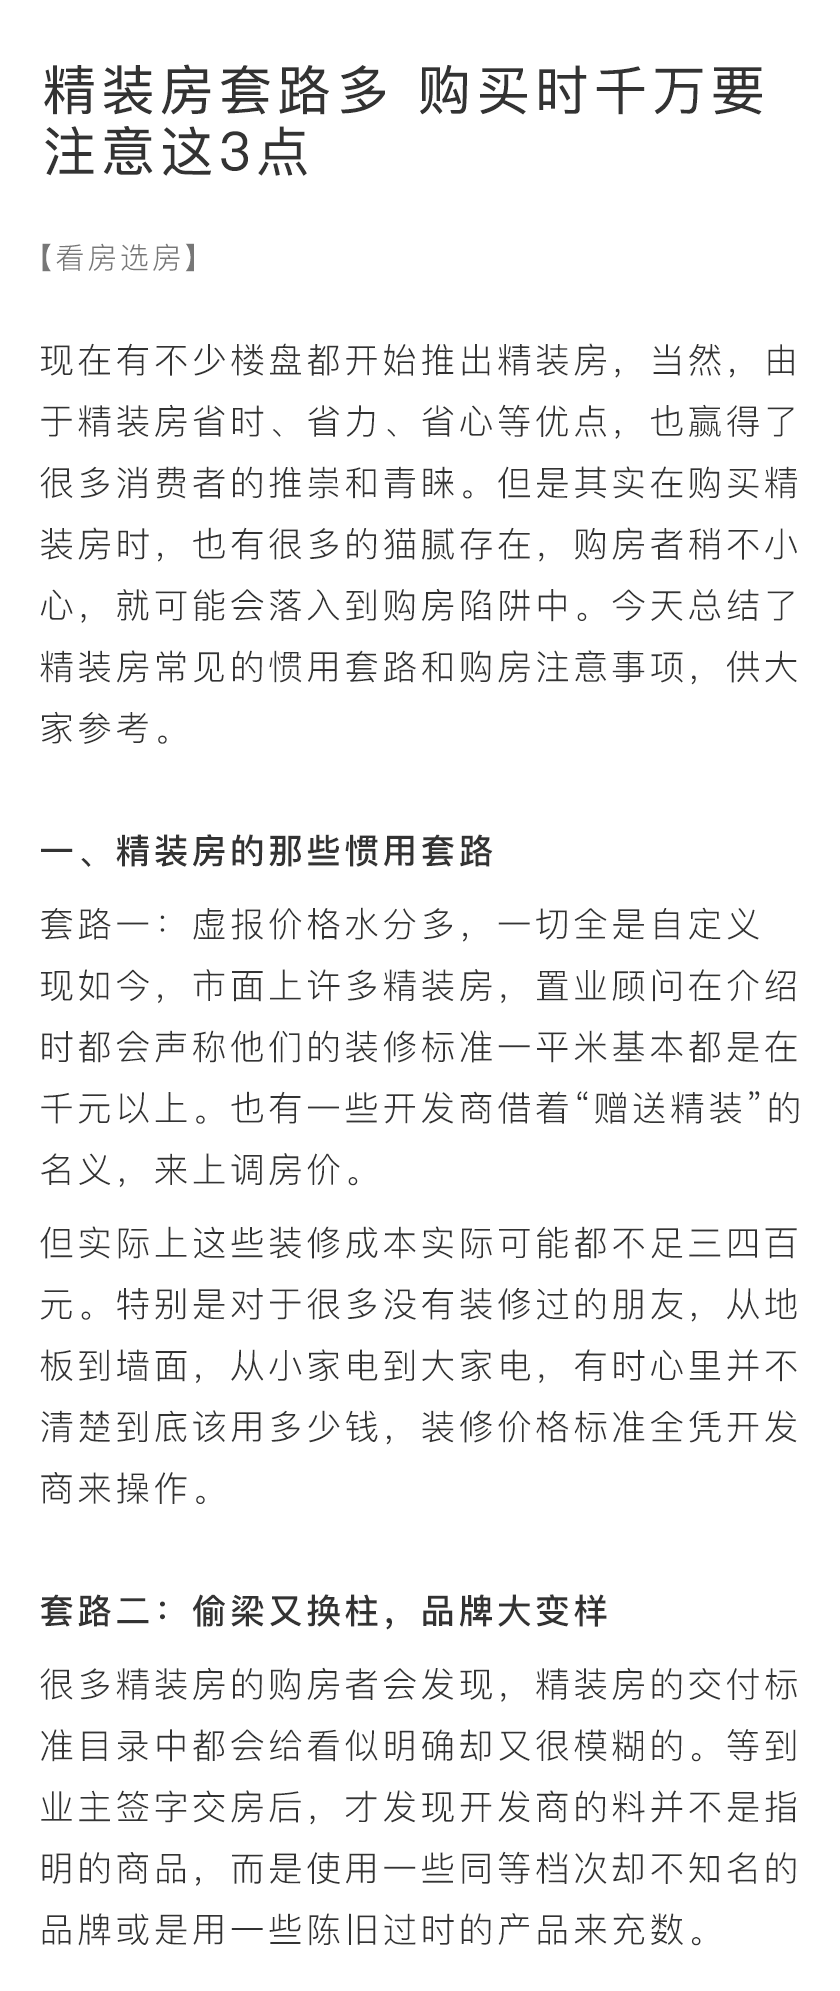 精装房套路多 购买时千万要
注意这3点
【看房选房】
现在有不少楼盘都开始推出精装房，当然，由
于精装房省时、省力、省心等优点，也赢得了
很多消费者的推崇和青睐。但是其实在购买精
装房时，也有很多的猫腻存在，购房者稍不小
心，就可能会落入到购房陷阱中。今天总结了
精装房常见的惯用套路和购房注意事项，供大
家参考。
一、精装房的那些惯用套路
套路一：虚报价格水分多，一切全是自定义
现如今，市面上许多精装房，置业顾问在介绍
时都会声称他们的装修标准一平米基本都是在
千元以上。也有一些开发商借着“赠送精装”的
名义，来上调房价。
但实际上这些装修成本实际可能都不足三四百
元。特别是对于很多没有装修过的朋友，从地
板到墙面，从小家电到大家电，有时心里并不
清楚到底该用多少钱，装修价格标准全凭开发
商来操作。
套路二：偷梁又换柱，品牌大变样
很多精装房的购房者会发现，精装房的交付标
准目录中都会给看似明确却又很模糊的。等到
业主签字交房后，才发现开发商的料并不是指
明的商品，而是使用一些同等档次却不知名的
品牌或是用一些陈旧过时的产品来充数。